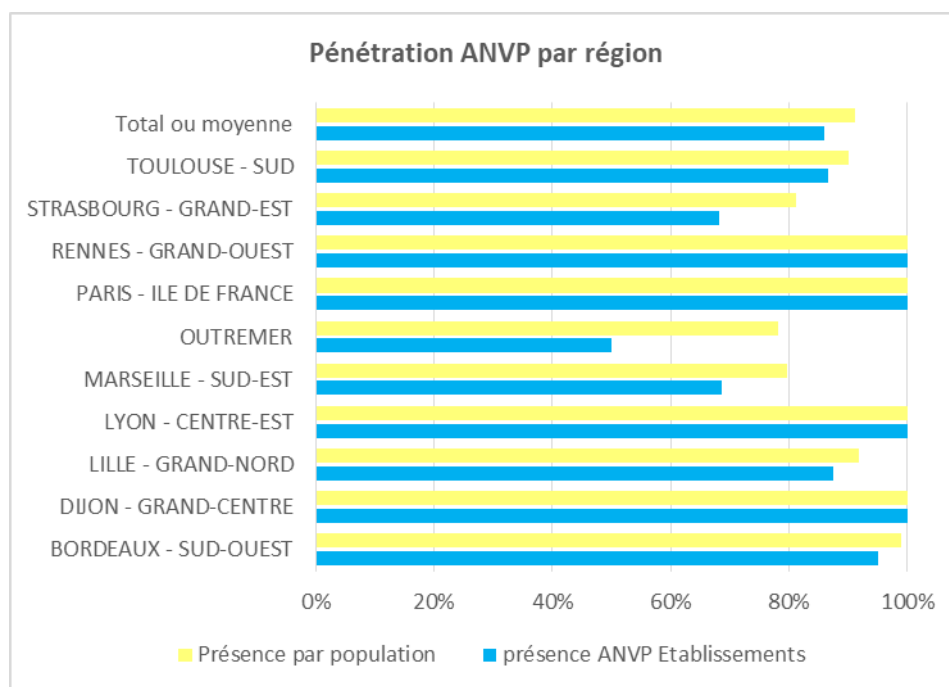 Pénétration ANVP par région
Total ou moyenne
TOULOUSE - SUD
STRASBOURG - GRAND-EST
RENNES - GRAND-OUEST
PARIS - ILE DE FRANCE
OUTREMER
MARSEILLE - SUD-EST
LYON - CENTRE-EST
LILLE - GRAND-NORD
DIJON - GRAND-CENTRE
BORDEAUX - SUD-OUEST
0% 20% 40% 60% 80% 100%
Présence par population présence ANVP Etablissements